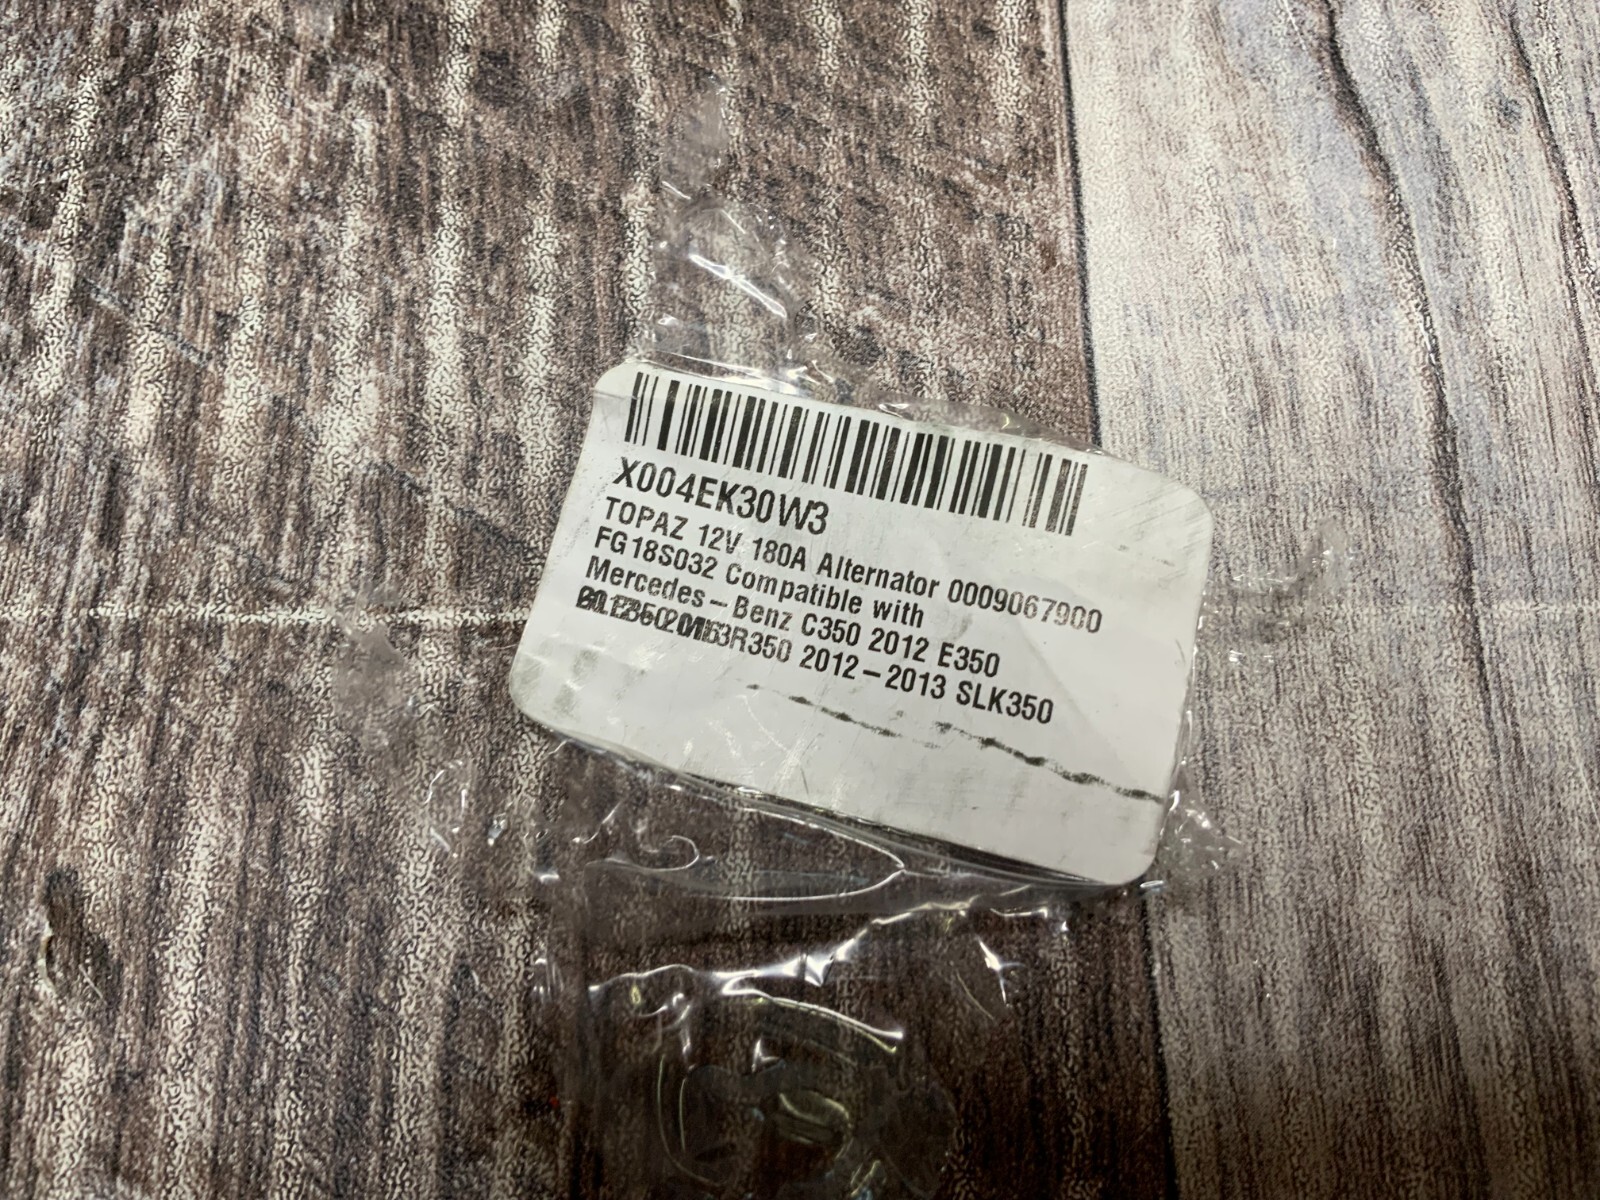 X004EK30W3
TOPAZ 12V 180A Alternator 0009067900
FG18S032 Compatible with
Mercedes-Benz C350 2012 E350
R350 2012-2013 SLK350